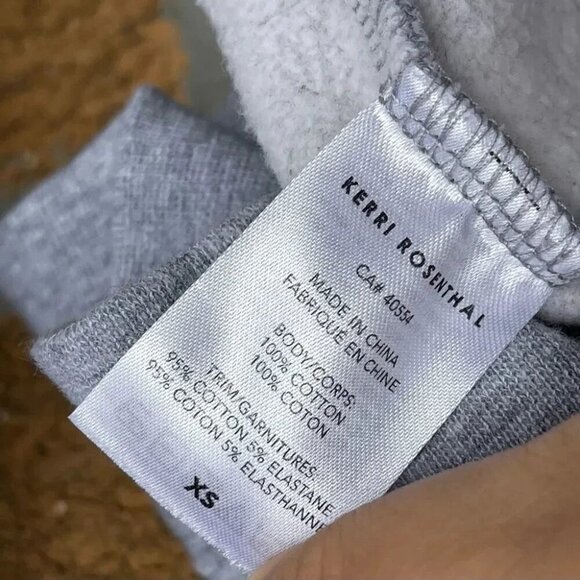 KERRI ROSENTHAL
CA# 40554
MADE IN CHINA
FABRIQUÉ EN CHINE
BODY/CORPS:
100% COTTON
100% COTON
TRIM/GARNITURES:
95% COTTON 5% ELASTANE
95% COTON 5% ELASTHANNE
XS